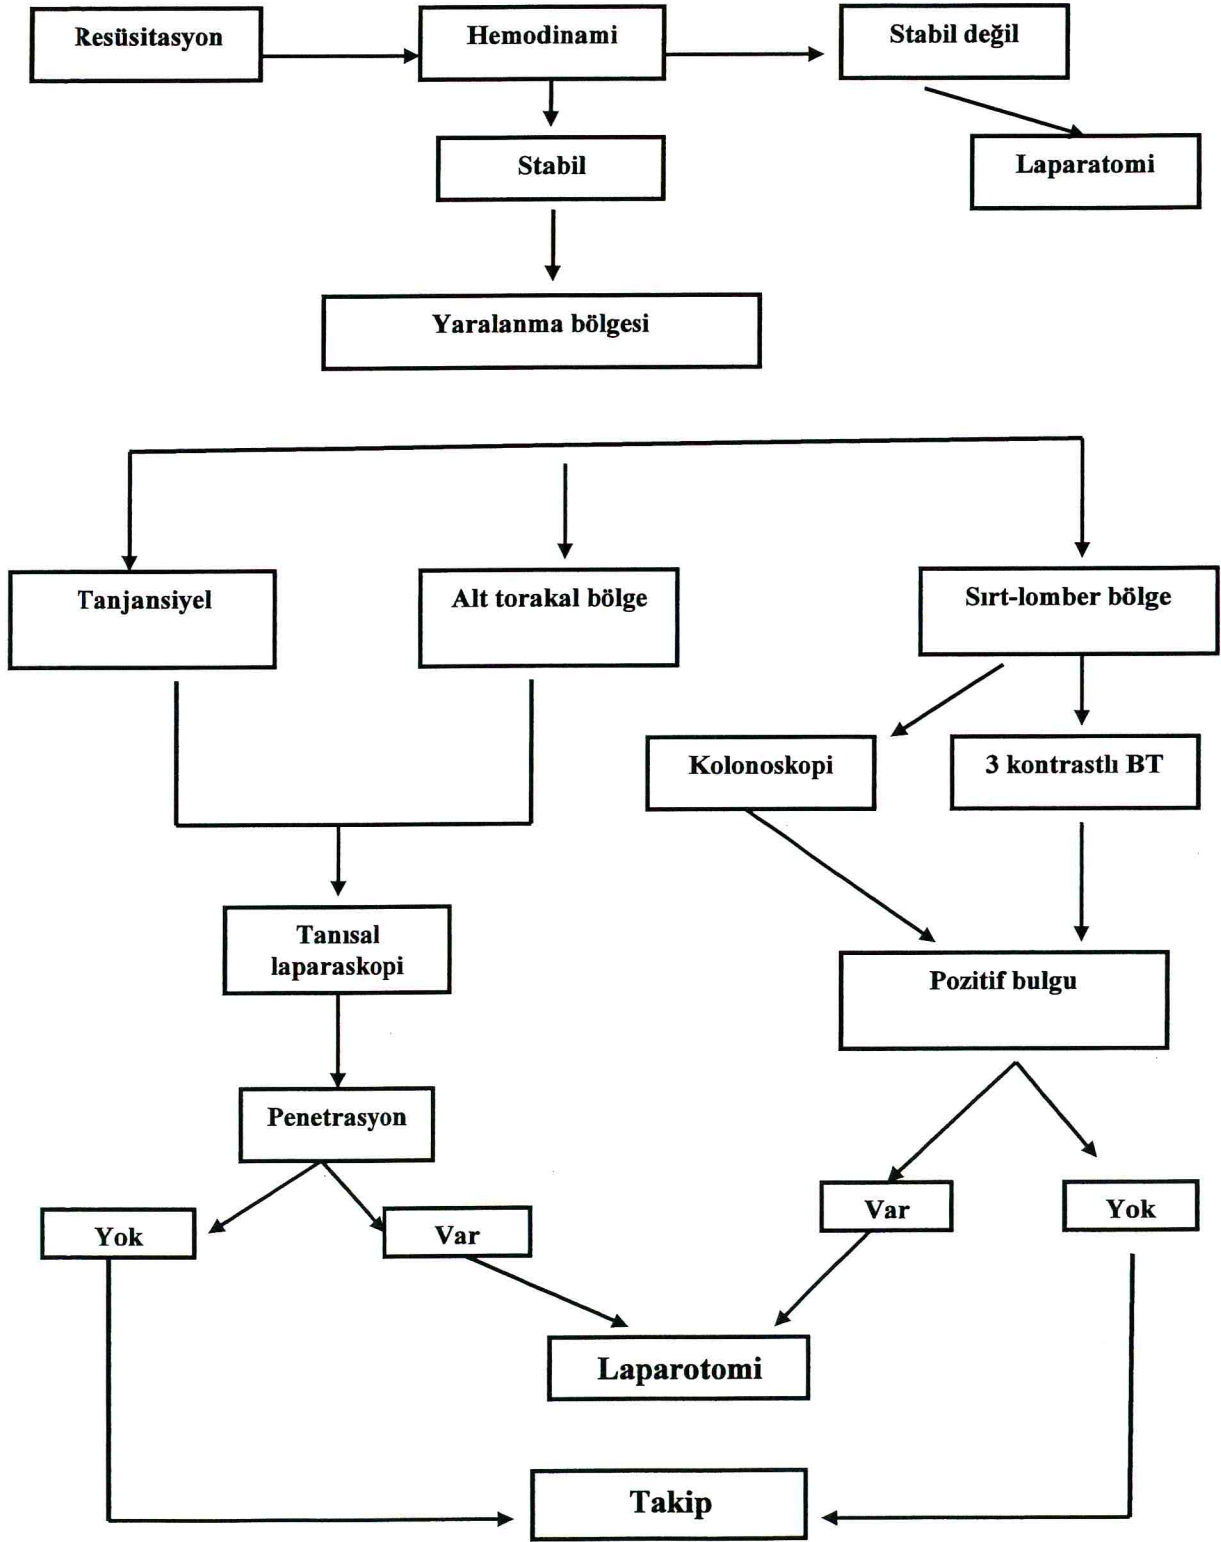 Resüsitasyon
Hemodinami
Stabil değil
Stabil
Laparatomi
Yaralanma bölgesi
Tanjansiyel
Alt torakal bölge
Sırt-lomber bölge
Kolonoskopi
3 kontrastlı BT
Tanısal
laparaskopi
Pozitif bulgu
Penetrasyon
Yok
Var
Var
Yok
Laparotomi
Takip